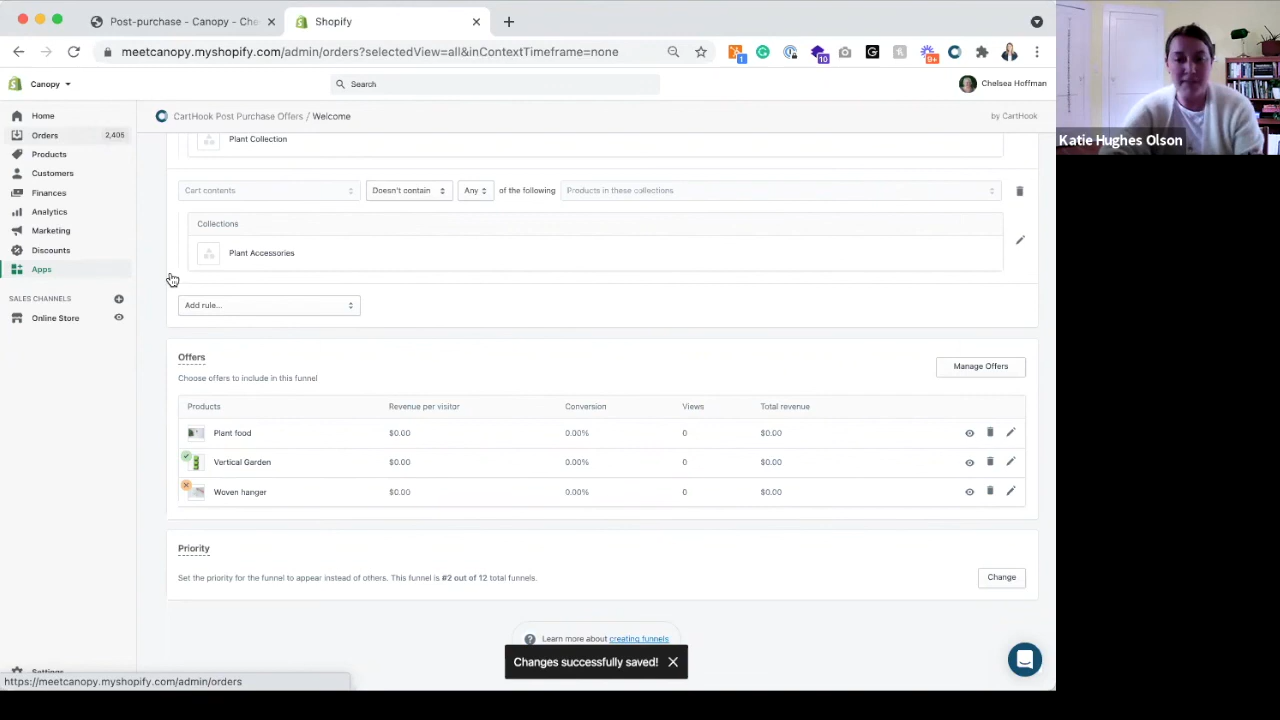 Post-purchase - Canopy - Che
Shopify
meetcanopy.myshopify.com/admin/orders?selectedView=all&inContextTimeframe=none
1
10
9+
Canopy
Search
Chelsea Hoffman
Home
Orders 2,405
Products
Customers
Finances
Analytics
Marketing
Discounts
Apps
SALES CHANNELS
Online Store
CartHook Post Purchase Offers / Welcome
by CartHook
Plant Collection
Cart contents Doesn't contain Any of the following Products in these collections
Collections
Plant Accessories
Add rule...
Offers
Manage Offers
Choose offers to include in this funnel
Products Revenue per visitor Conversion Views Total revenue
Plant food $0.00 0.00% 0 $0.00
Vertical Garden $0.00 0.00% 0 $0.00
Woven hanger $0.00 0.00% 0 $0.00
Priority
Set the priority for the funnel to appear instead of others. This funnel is #2 out of 12 total funnels.
Change
Learn more about creating funnels
Changes successfully saved!
https://meetcanopy.myshopify.com/admin/orders
Katie Hughes Olson